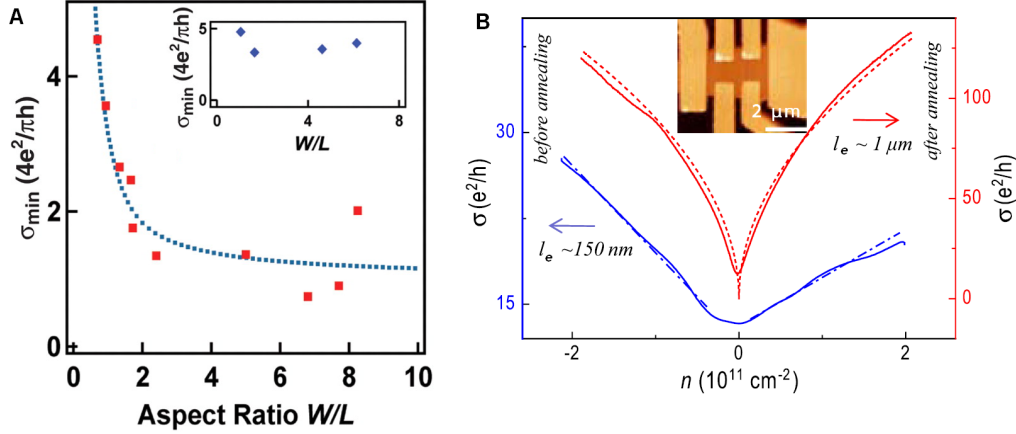 A
σmin (4e²/πh)
4
2
0
0 2 4 6 8 10
Aspect Ratio W/L
σmin (4e²/πh)
5
0
0 4 8
W/L
B
σ (e²/h)
30
15
before annealing
lₑ ~150 nm
2 µm
lₑ ~ 1 µm
after annealing
100
50
0
σ (e²/h)
-2 0 2
n (10¹¹ cm⁻²)